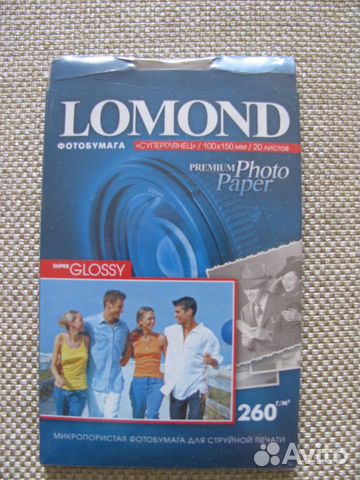 LOMOND
ФОТОБУМАГА
«СУПЕРГЛЯНЕЦ» / 100x150 мм / 20 листов
PREMIUM Photo
Paper
SUPER GLOSSY
260 г/м²
МИКРОПОРИСТАЯ ФОТОБУМАГА ДЛЯ СТРУЙНОЙ ПЕЧАТИ
Avito